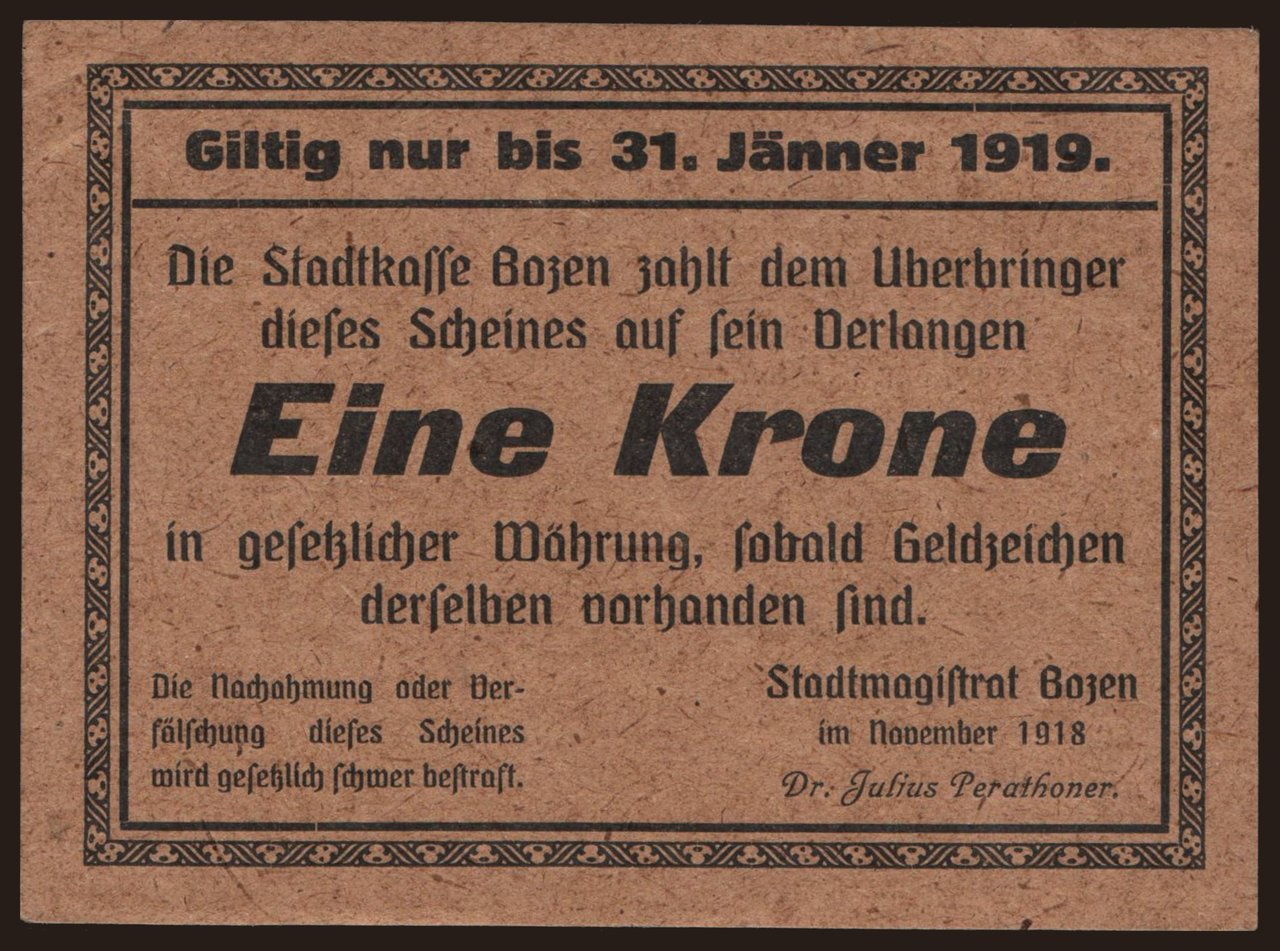 Giltig nur bis 31. Jänner 1919.
Die Stadtkaſſe Bozen zahlt dem Uberbringer
dieſes Scheines auf ſein Verlangen
Eine Krone
in geſetzlicher Währung, ſobald Geldzeichen
derſelben vorhanden ſind.
Die Nachahmung oder Ver-
fälſchung dieſes Scheines
wird geſetzlich ſchwer beſtraft.
Stadtmagiſtrat Bozen
im November 1918
Dr. Julius Perathoner.